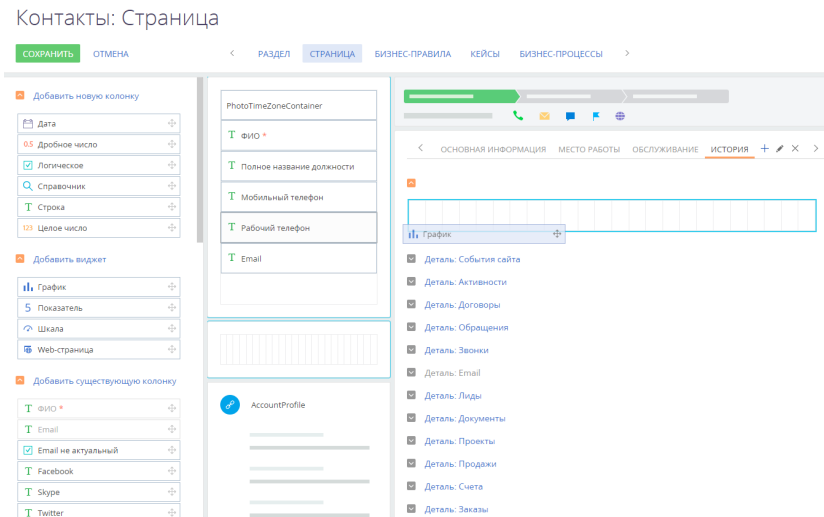 Контакты: Страница
СОХРАНИТЬ ОТМЕНА РАЗДЕЛ СТРАНИЦА БИЗНЕС-ПРАВИЛА КЕЙСЫ БИЗНЕС-ПРОЦЕССЫ
Добавить новую колонку
Дата
0.5 Дробное число
Логическое
Справочник
T Строка
123 Целое число
Добавить виджет
График
5 Показатель
Шкала
Web-страница
Добавить существующую колонку
T ФИО *
T Email
Email не актуальный
T Facebook
T Skype
T Twitter
PhotoTimeZoneContainer
T ФИО *
T Полное название должности
T Мобильный телефон
T Рабочий телефон
T Email
AccountProfile
ОСНОВНАЯ ИНФОРМАЦИЯ МЕСТО РАБОТЫ ОБСЛУЖИВАНИЕ ИСТОРИЯ
График
Деталь: События сайта
Деталь: Активности
Деталь: Договоры
Деталь: Обращения
Деталь: Звонки
Деталь: Email
Деталь: Лиды
Деталь: Документы
Деталь: Проекты
Деталь: Продажи
Деталь: Счета
Деталь: Заказы